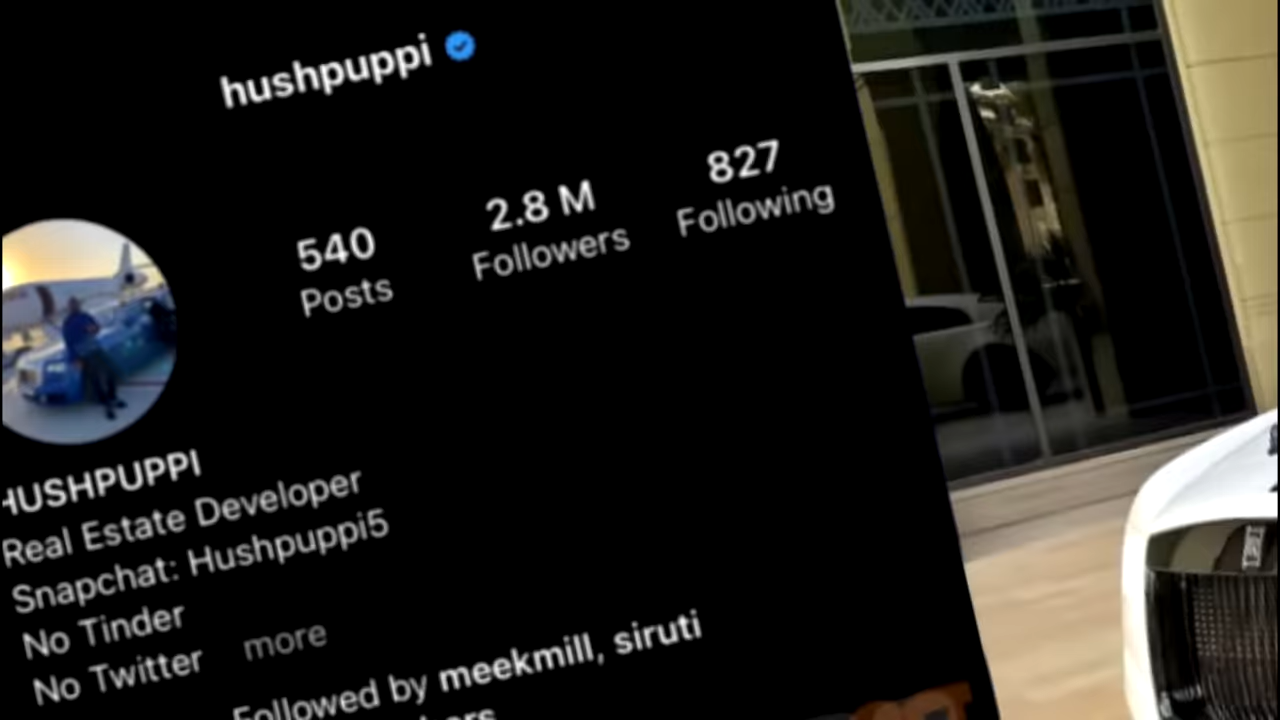 hushpuppi
540
Posts
2.8 M
Followers
827
Following
HUSHPUPPI
Real Estate Developer
Snapchat: Hushpuppi5
No Tinder
No Twitter more
Followed by meekmill, siruti